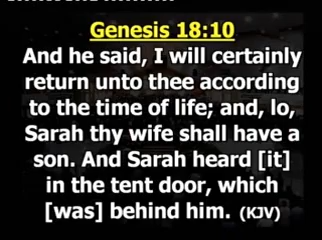 Genesis 18:10
And he said, I will certainly
return unto thee according
to the time of life; and, lo,
Sarah thy wife shall have a
son. And Sarah heard [it]
in the tent door, which
[was] behind him. (KJV)